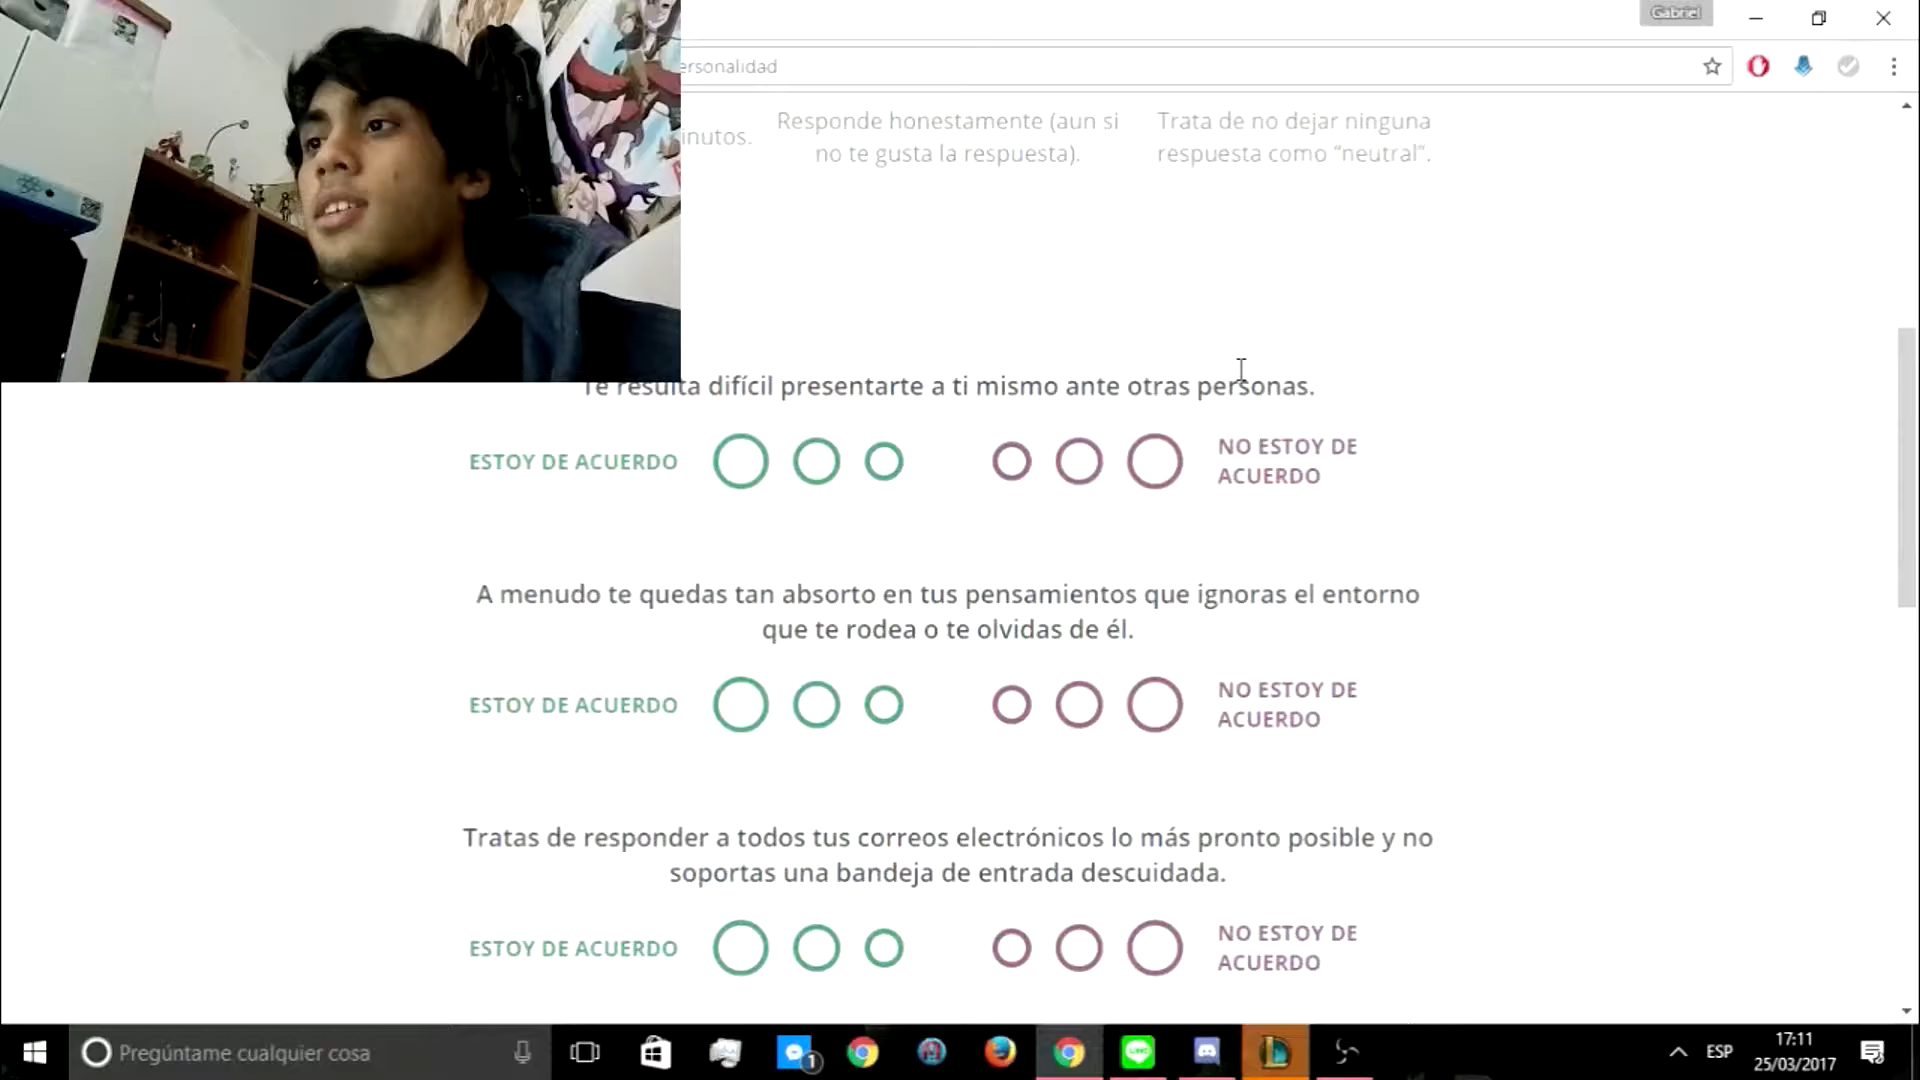 Gabriel
ersonalidad
inutos.
Responde honestamente (aun si
no te gusta la respuesta).
Trata de no dejar ninguna
respuesta como “neutral”.
Te resulta difícil presentarte a ti mismo ante otras personas.
ESTOY DE ACUERDO
NO ESTOY DE
ACUERDO
A menudo te quedas tan absorto en tus pensamientos que ignoras el entorno
que te rodea o te olvidas de él.
ESTOY DE ACUERDO
NO ESTOY DE
ACUERDO
Tratas de responder a todos tus correos electrónicos lo más pronto posible y no
soportas una bandeja de entrada descuidada.
ESTOY DE ACUERDO
NO ESTOY DE
ACUERDO
Pregúntame cualquier cosa
1
LINE
ESP
17:11
25/03/2017